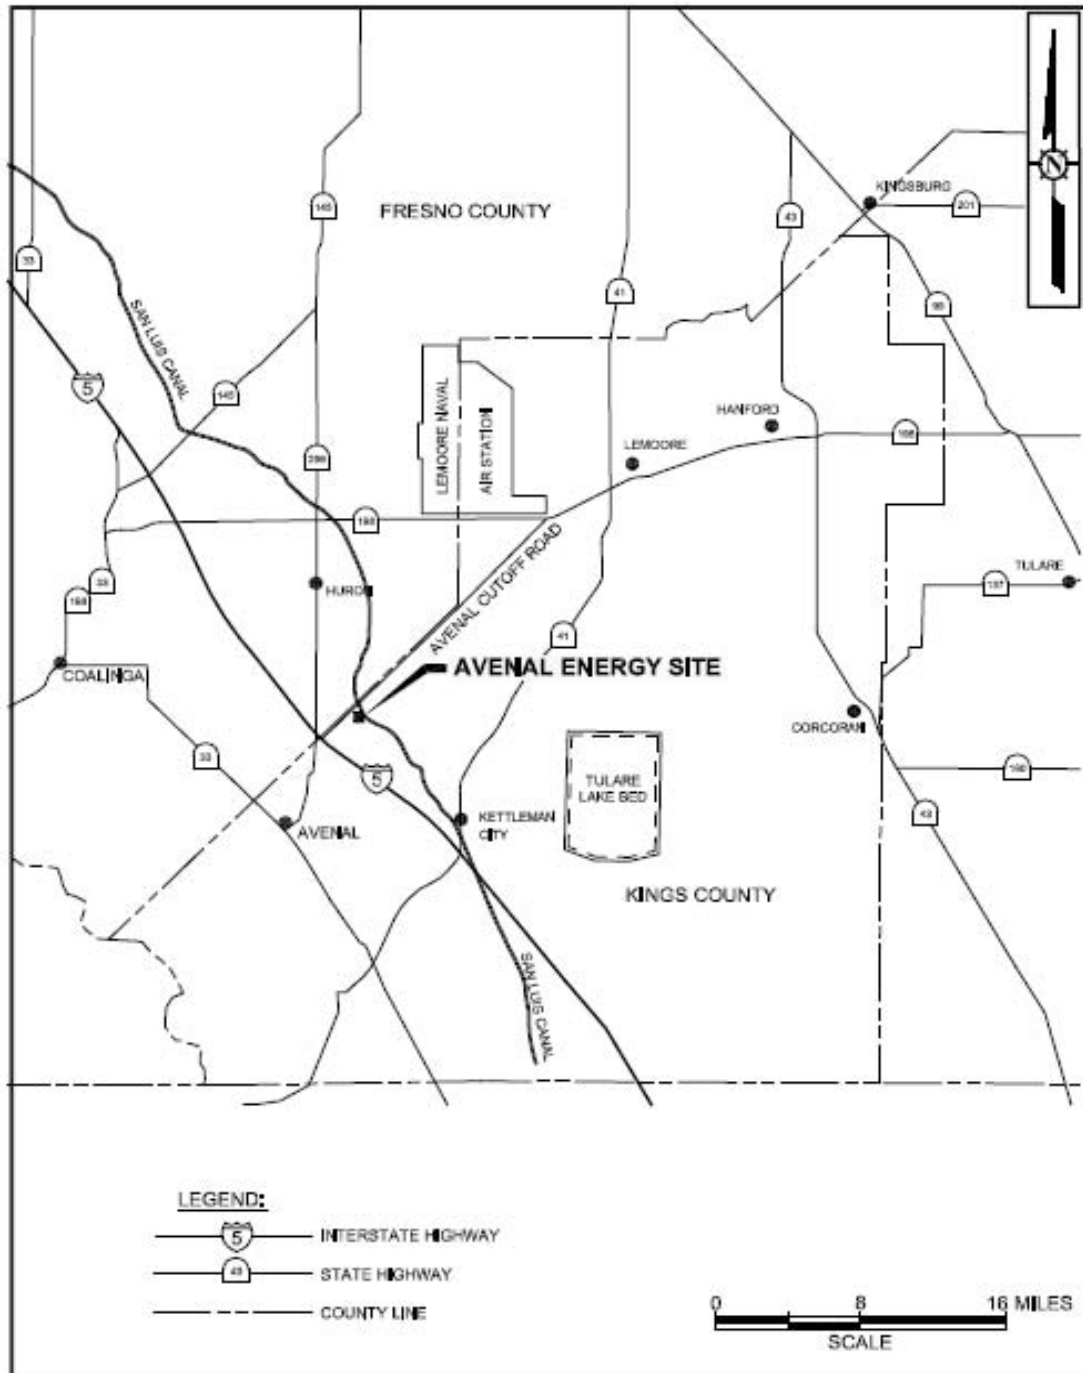 N
KINGSBURG
201
43
145
FRESNO COUNTY
33
41
SAN LUIS CANAL
5
145
LEMOORE NAVAL
AIR STATION
HANFORD
LEMOORE
198
198
AVENAL CUTOFF ROAD
33
198
HURON
TULARE
137
41
COALINGA
AVENAL ENERGY SITE
CORCORAN
33
5
TULARE
LAKE BED
43
AVENAL
KETTLEMAN
CITY
KINGS COUNTY
SAN LUIS CANAL
LEGEND:
5 INTERSTATE HIGHWAY
43 STATE HIGHWAY
COUNTY LINE
0 8 16 MILES
SCALE